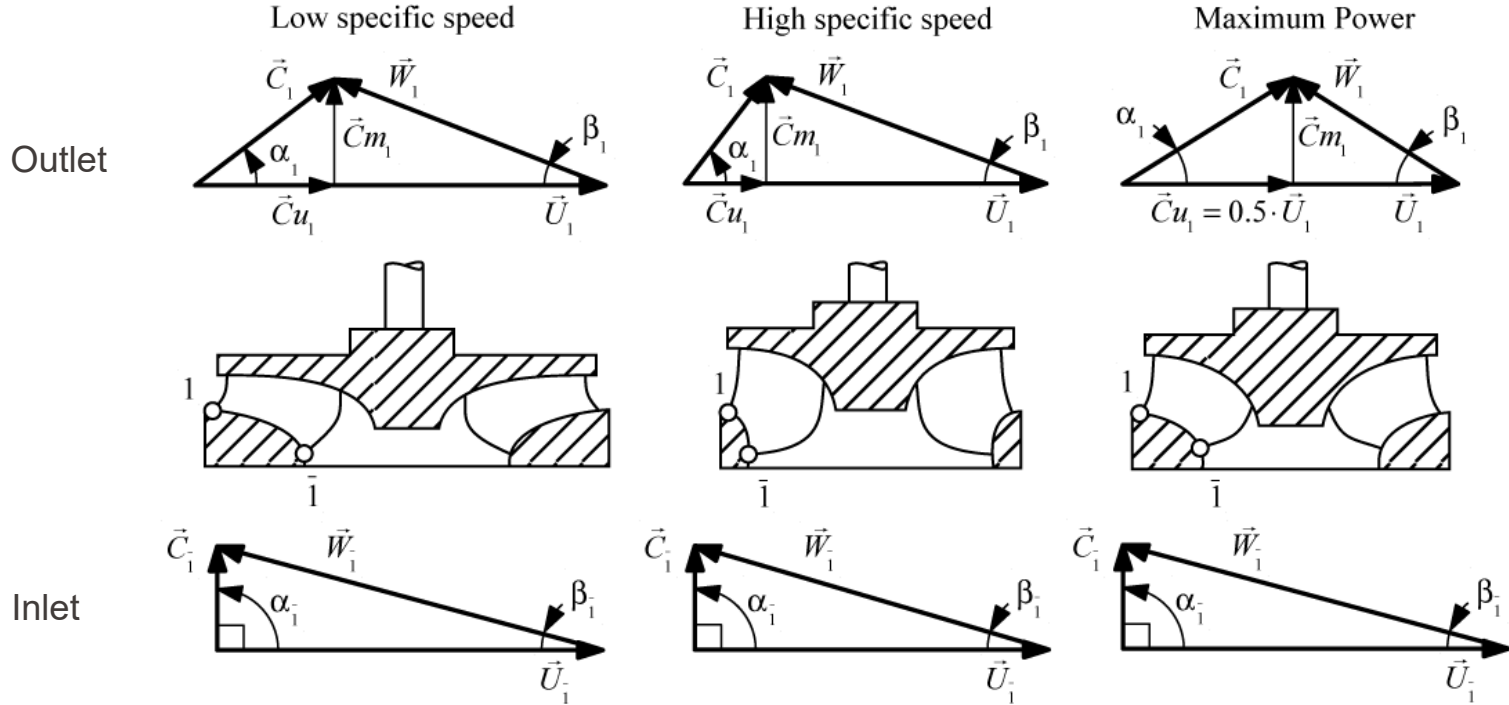 Low specific speed
High specific speed
Maximum Power
Outlet
C⃗₁ W⃗₁ α₁ C⃗m₁ β₁ C⃗u₁ U⃗₁
C⃗₁ W⃗₁ α₁ C⃗m₁ β₁ C⃗u₁ U⃗₁
C⃗₁ W⃗₁ α₁ C⃗m₁ β₁ C⃗u₁ = 0.5·U⃗₁ U⃗₁
1
1̄
1
1̄
1
1̄
Inlet
C⃗₁̄ W⃗₁̄ α₁̄ β₁̄ U⃗₁̄
C⃗₁̄ W⃗₁̄ α₁̄ β₁̄ U⃗₁̄
C⃗₁̄ W⃗₁̄ α₁̄ β₁̄ U⃗₁̄